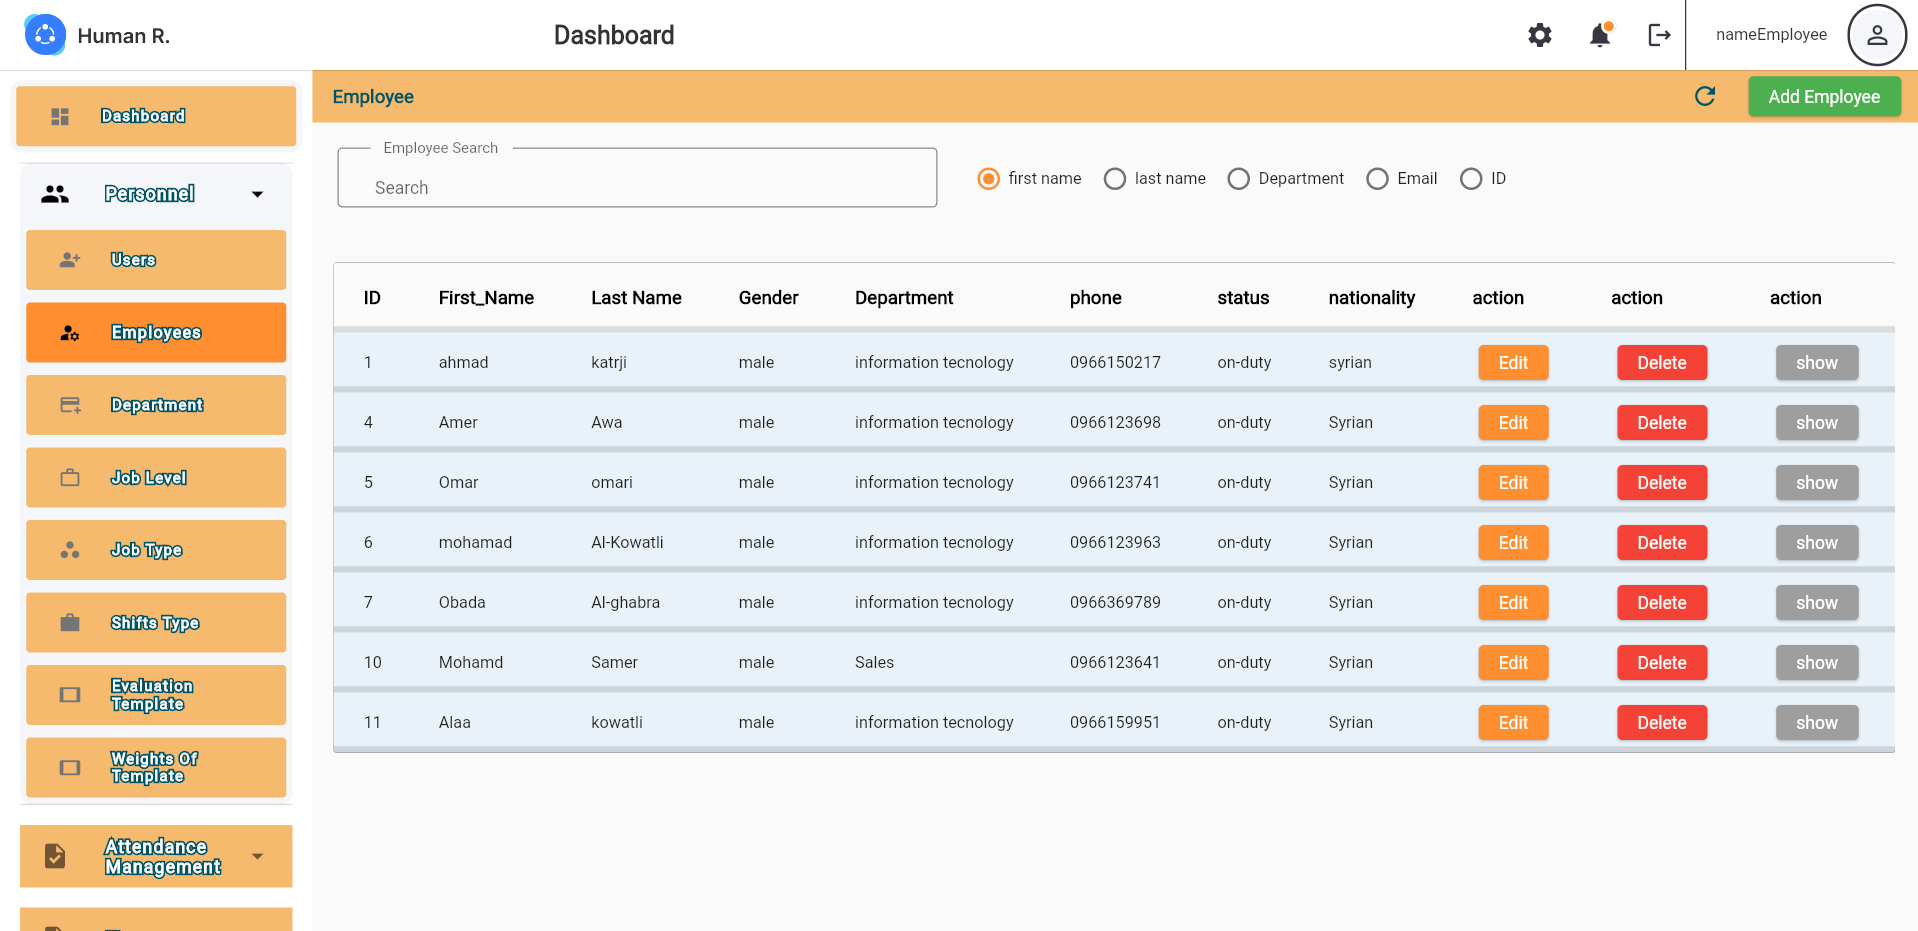 Human R.
Dashboard
nameEmployee
Dashboard
Personnel
Users
Employees
Department
Job Level
Job Type
Shifts Type
Evaluation
Template
Weights Of
Template
Attendance
Management
Employee
Add Employee
Employee Search
Search
first name last name Department Email ID
ID First_Name Last Name Gender Department phone status nationality action action action
1 ahmad katrji male information tecnology 0966150217 on-duty syrian Edit Delete show
4 Amer Awa male information tecnology 0966123698 on-duty Syrian Edit Delete show
5 Omar omari male information tecnology 0966123741 on-duty Syrian Edit Delete show
6 mohamad Al-Kowatli male information tecnology 0966123963 on-duty Syrian Edit Delete show
7 Obada Al-ghabra male information tecnology 0966369789 on-duty Syrian Edit Delete show
10 Mohamd Samer male Sales 0966123641 on-duty Syrian Edit Delete show
11 Alaa kowatli male information tecnology 0966159951 on-duty Syrian Edit Delete show